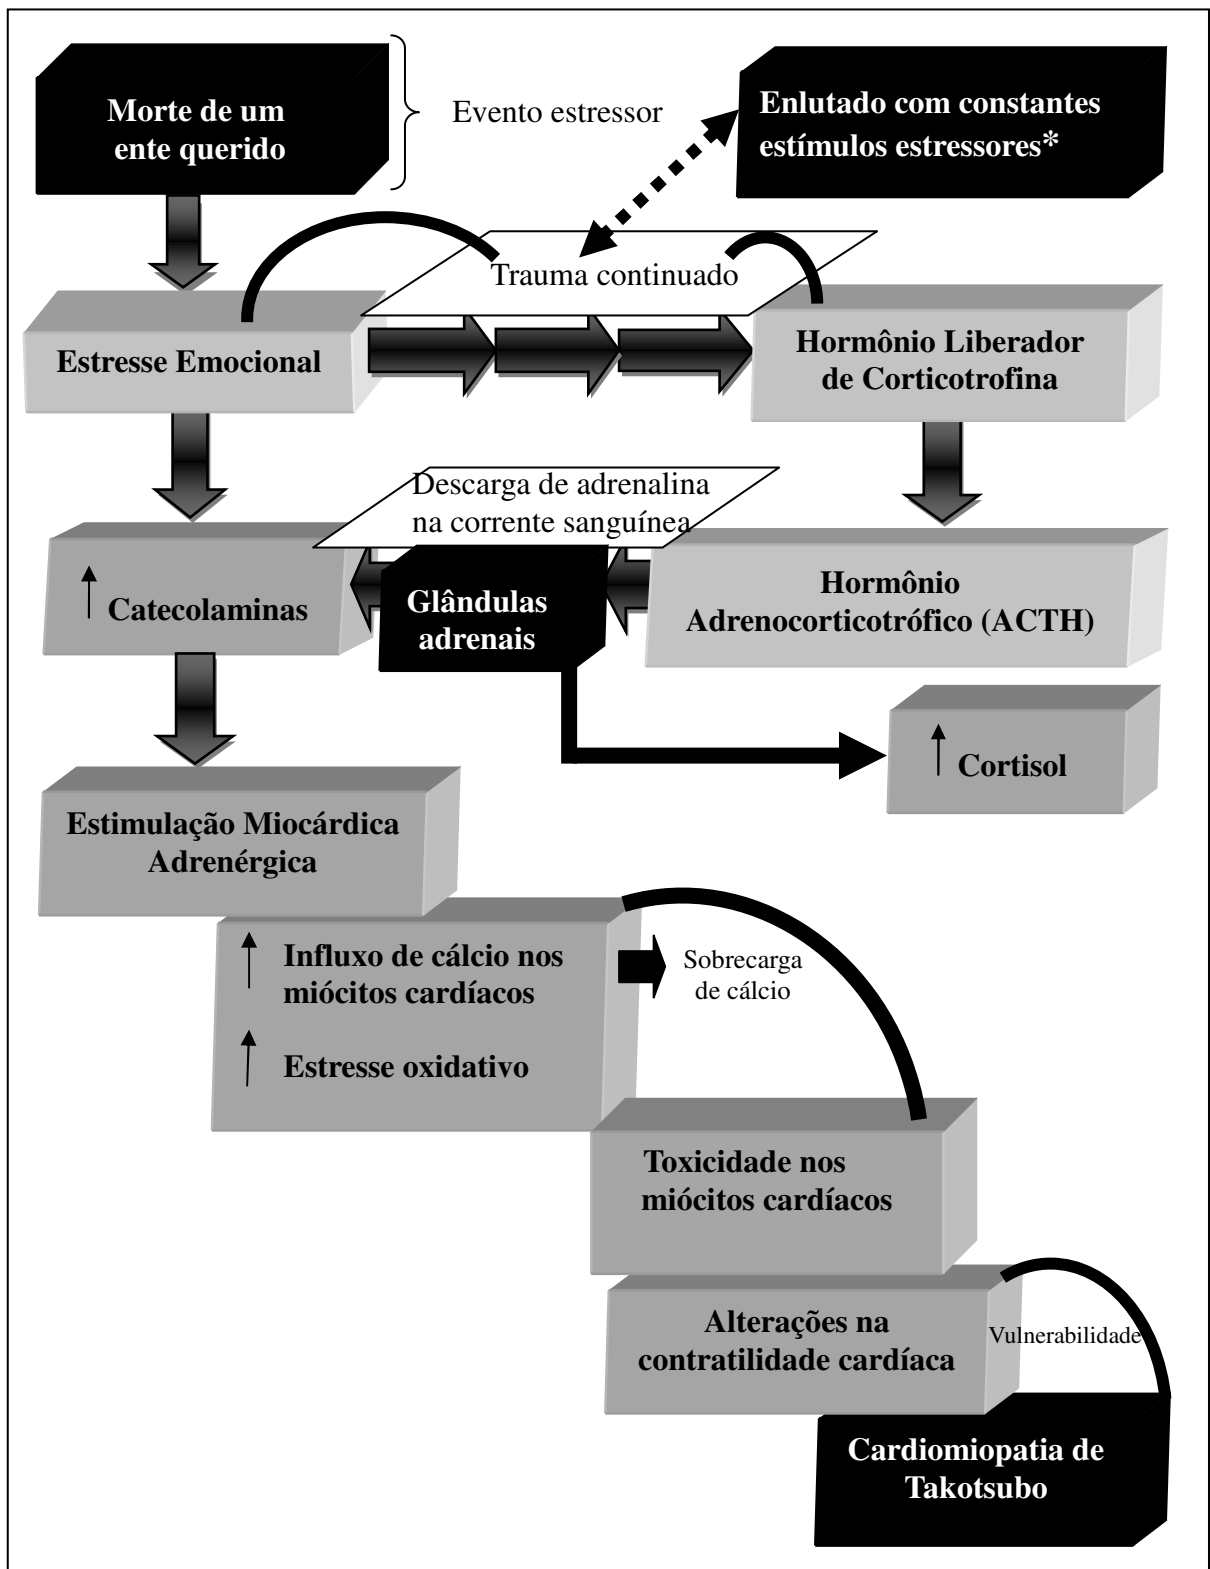 Morte de um
ente querido
Evento estressor
Enlutado com constantes
estímulos estressores*
Trauma continuado
Estresse Emocional
Hormônio Liberador
de Corticotrofina
Descarga de adrenalina
na corrente sanguínea
Catecolaminas
Glândulas
adrenais
Hormônio
Adrenocorticotrófico (ACTH)
Cortisol
Estimulação Miocárdica
Adrenérgica
Influxo de cálcio nos
miócitos cardíacos
Sobrecarga
de cálcio
Estresse oxidativo
Toxicidade nos
miócitos cardíacos
Alterações na
contratilidade cardíaca
Vulnerabilidade
Cardiomiopatia de
Takotsubo